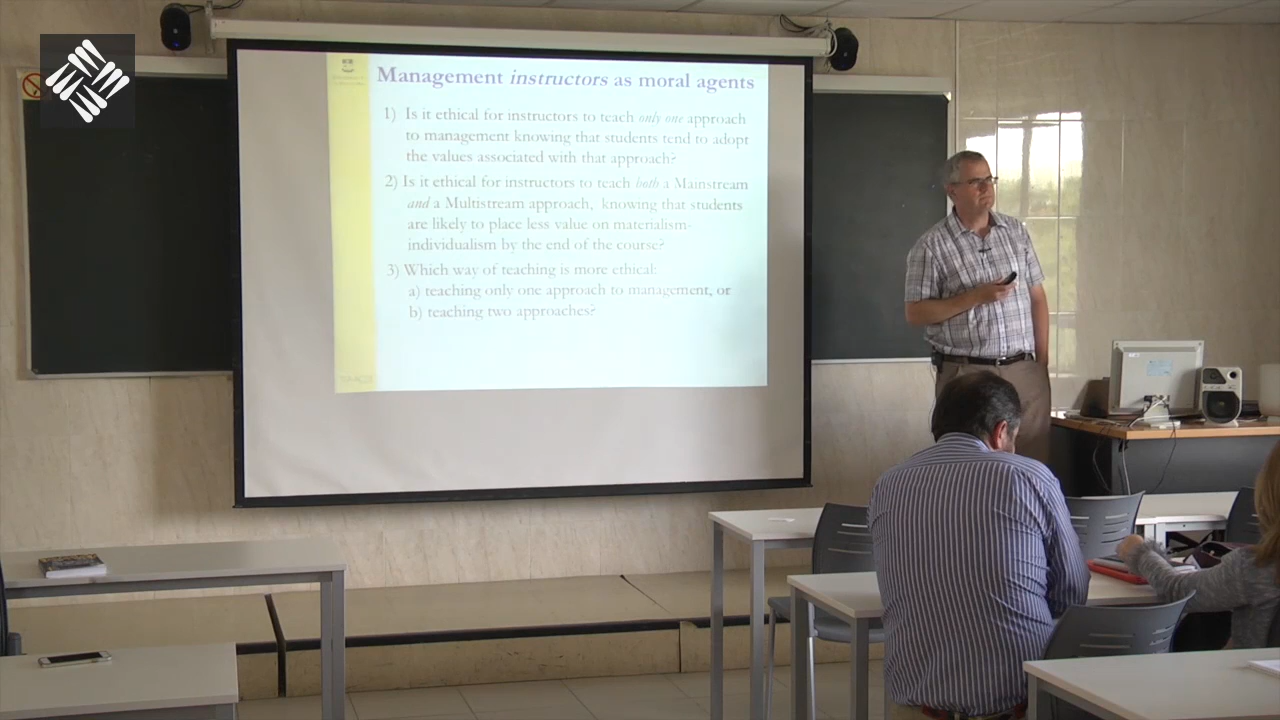 Management instructors as moral agents
1) Is it ethical for instructors to teach only one approach
to management knowing that students tend to adopt
the values associated with that approach?
2) Is it ethical for instructors to teach both a Mainstream
and a Multistream approach, knowing that students
are likely to place less value on materialism-
individualism by the end of the course?
3) Which way of teaching is more ethical:
a) teaching only one approach to management, or
b) teaching two approaches?